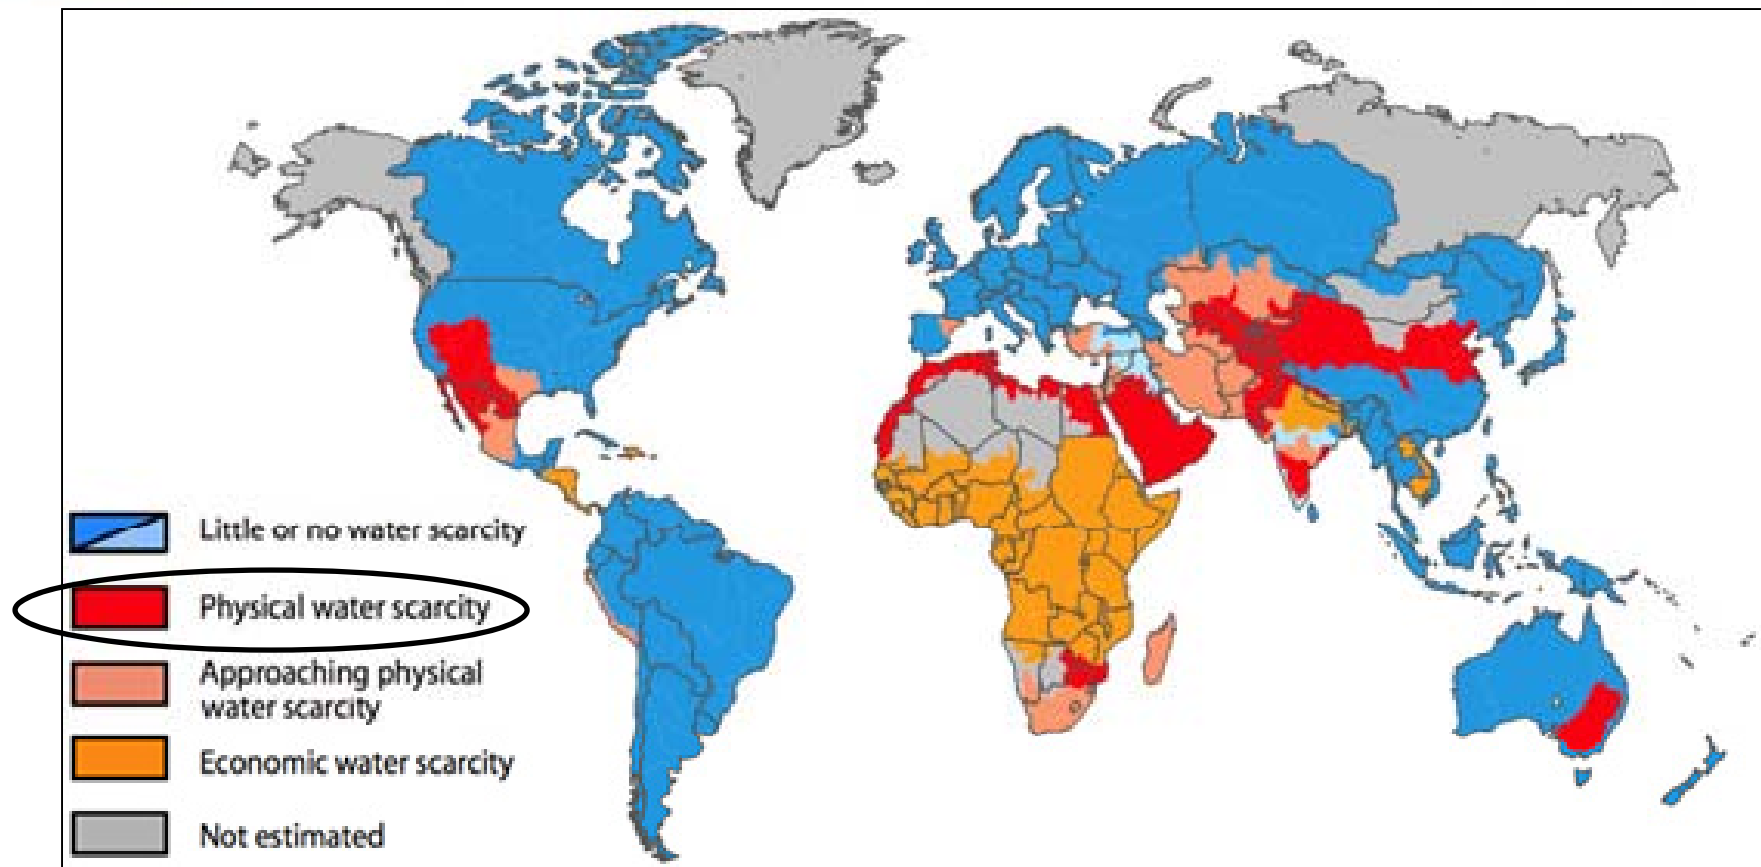 Little or no water scarcity
Physical water scarcity
Approaching physical
water scarcity
Economic water scarcity
Not estimated